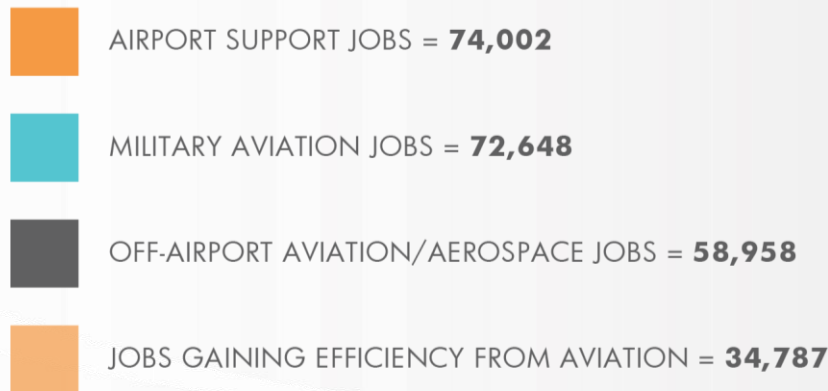 AIRPORT SUPPORT JOBS = 74,002
MILITARY AVIATION JOBS = 72,648
OFF-AIRPORT AVIATION/AEROSPACE JOBS = 58,958
JOBS GAINING EFFICIENCY FROM AVIATION = 34,787